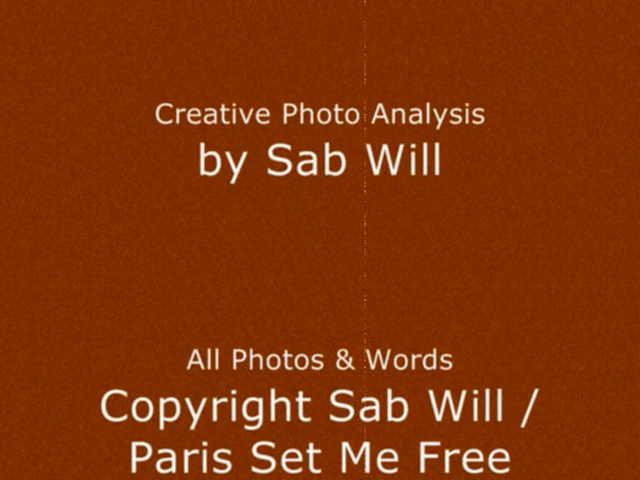 Creative Photo Analysis
by Sab Will
All Photos & Words
Copyright Sab Will /
Paris Set Me Free